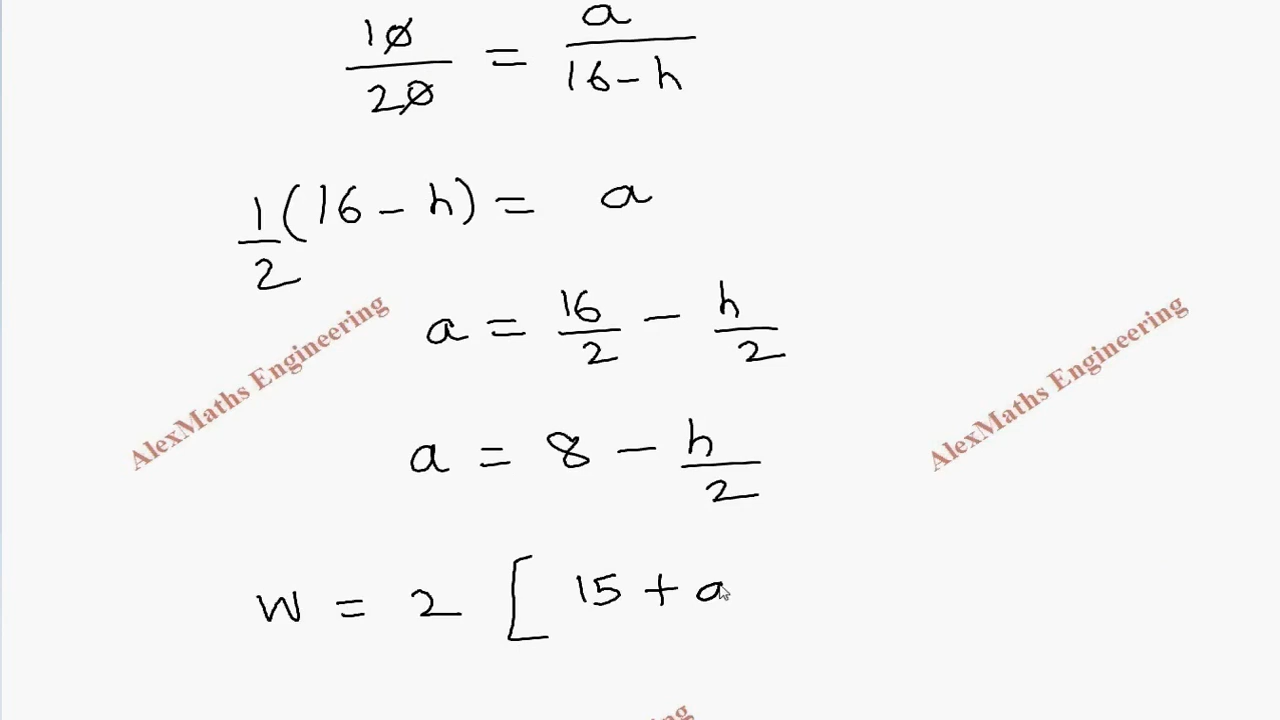 10/20 = a/(16-h)
1/2 (16-h) = a
a = 16/2 - h/2
AlexMaths Engineering
AlexMaths Engineering
a = 8 - h/2
w = 2 [ 15 + a